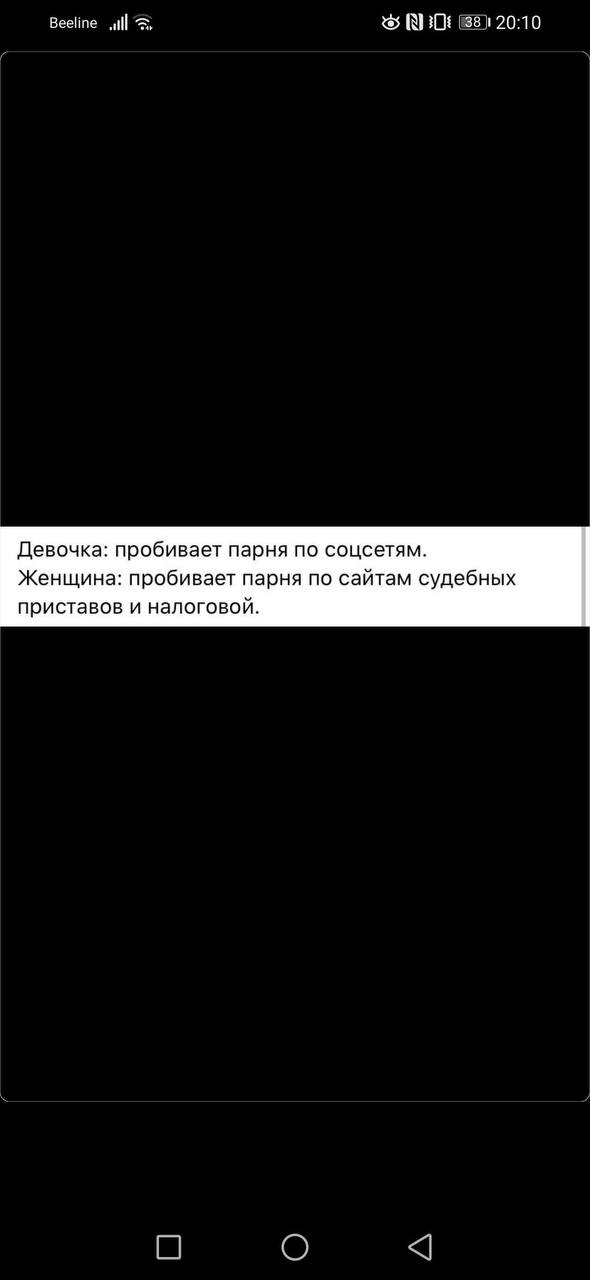 Beeline 38 20:10
Девочка: пробивает парня по соцсетям.
Женщина: пробивает парня по сайтам судебных
приставов и налоговой.